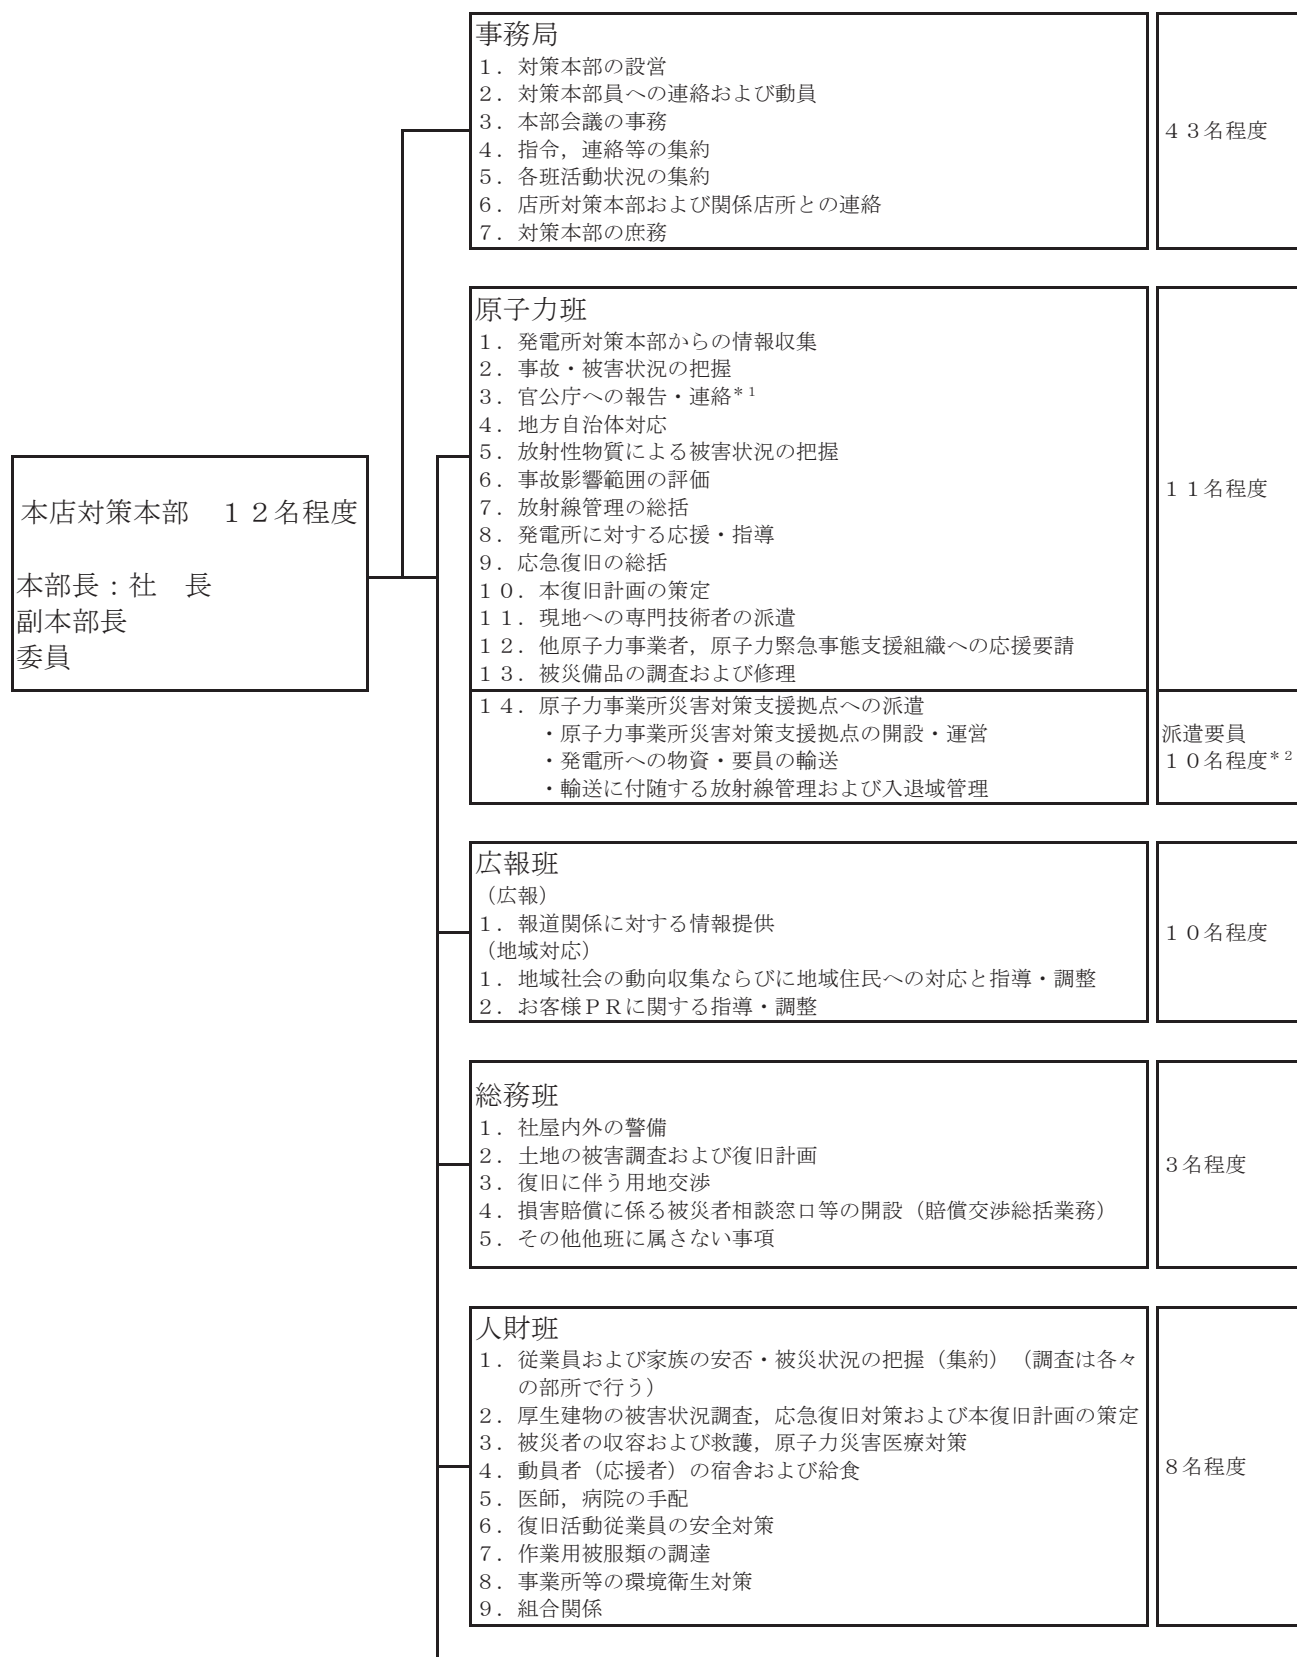 事務局
１．対策本部の設営
２．対策本部員への連絡および動員
３．本部会議の事務
４．指令，連絡等の集約
５．各班活動状況の集約
６．店所対策本部および関係店所との連絡
７．対策本部の庶務
４３名程度
原子力班
１．発電所対策本部からの情報収集
２．事故・被害状況の把握
３．官公庁への報告・連絡＊１
４．地方自治体対応
５．放射性物質による被害状況の把握
６．事故影響範囲の評価
７．放射線管理の総括
８．発電所に対する応援・指導
９．応急復旧の総括
１０．本復旧計画の策定
１１．現地への専門技術者の派遣
１２．他原子力事業者，原子力緊急事態支援組織への応援要請
１３．被災備品の調査および修理
１１名程度
１４．原子力事業所災害対策支援拠点への派遣
・原子力事業所災害対策支援拠点の開設・運営
・発電所への物資・要員の輸送
・輸送に付随する放射線管理および入退域管理
派遣要員
１０名程度＊２
本店対策本部　１２名程度
本部長：社　長
副本部長
委員
広報班
（広報）
１．報道関係に対する情報提供
（地域対応）
１．地域社会の動向収集ならびに地域住民への対応と指導・調整
２．お客様ＰＲに関する指導・調整
１０名程度
総務班
１．社屋内外の警備
２．土地の被害調査および復旧計画
３．復旧に伴う用地交渉
４．損害賠償に係る被災者相談窓口等の開設（賠償交渉総括業務）
５．その他他班に属さない事項
３名程度
人財班
１．従業員および家族の安否・被災状況の把握（集約）（調査は各々
の部所で行う）
２．厚生建物の被害状況調査，応急復旧対策および本復旧計画の策定
３．被災者の収容および救護，原子力災害医療対策
４．動員者（応援者）の宿舎および給食
５．医師，病院の手配
６．復旧活動従業員の安全対策
７．作業用被服類の調達
８．事業所等の環境衛生対策
９．組合関係
８名程度